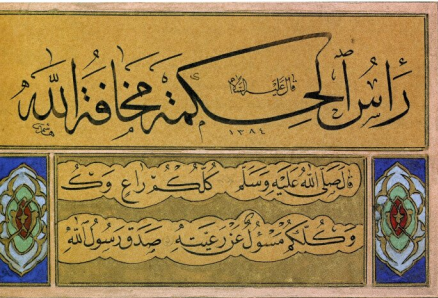 قال عليه السلام
رأس الحكمة مخافة الله
١٣٨٤
قال صلى الله عليه وسلم كلكم راع وك
وكلكم مسؤل عن رعيته صدق رسول الله